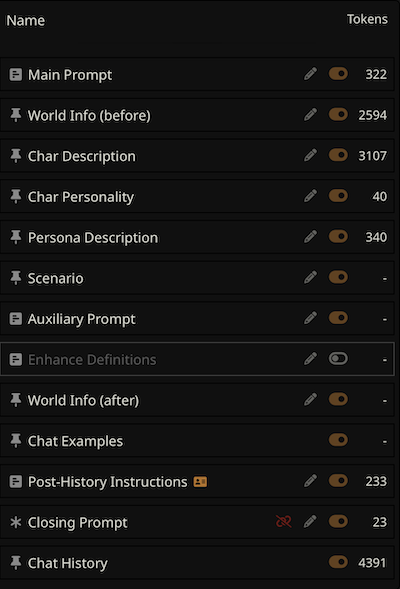 Name Tokens
Main Prompt 322
World Info (before) 2594
Char Description 3107
Char Personality 40
Persona Description 340
Scenario -
Auxiliary Prompt -
Enhance Definitions -
World Info (after) -
Chat Examples -
Post-History Instructions 233
Closing Prompt 23
Chat History 4391